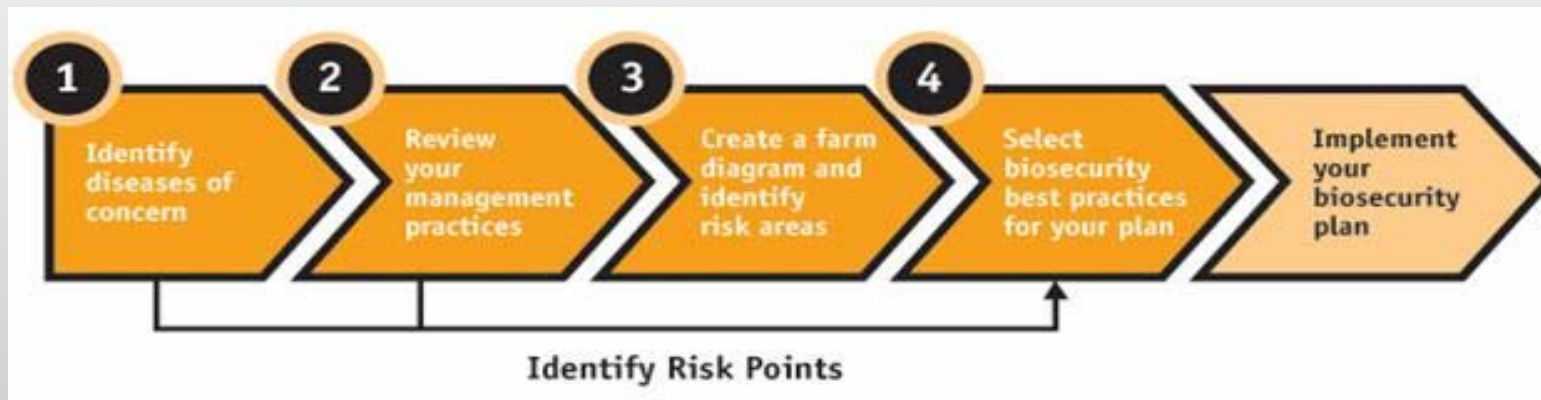 1
Identify
diseases of
concern
2
Review
your
management
practices
3
Create a farm
diagram and
identify
risk areas
4
Select
biosecurity
best practices
for your plan
Implement
your
biosecurity
plan
Identify Risk Points